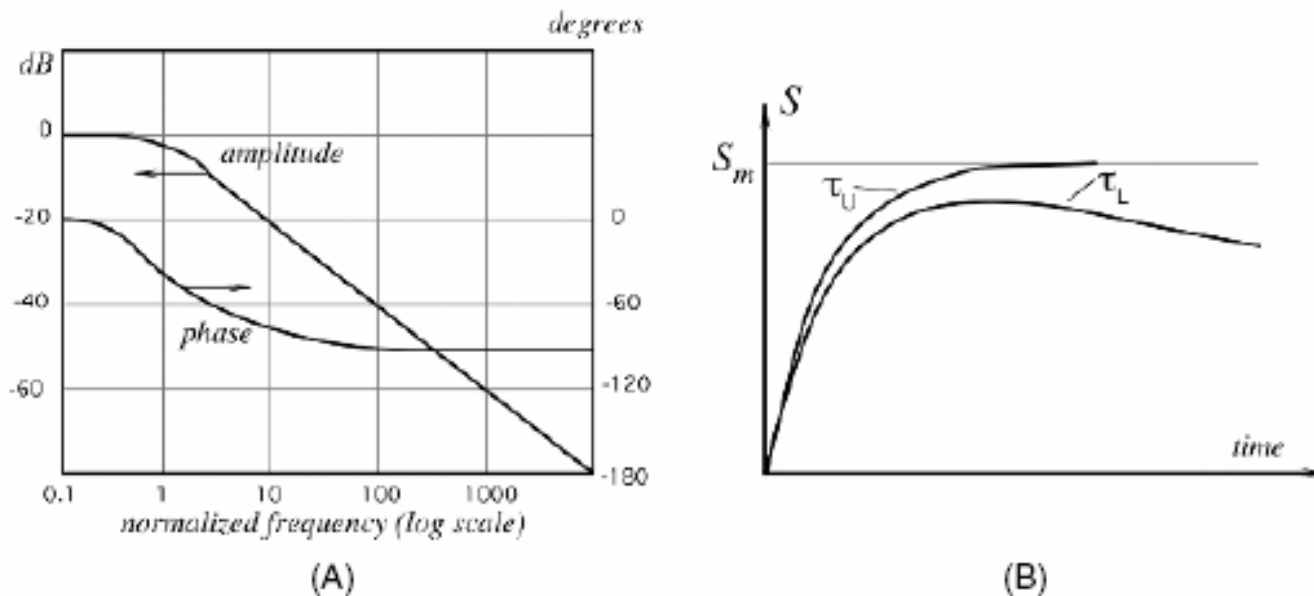 degrees
dB
0
amplitude
-20
0
-40
-60
phase
-60
-120
-180
0.1 1 10 100 1000
normalized frequency (log scale)
(A)
S
S_m
τ_U
τ_L
time
(B)